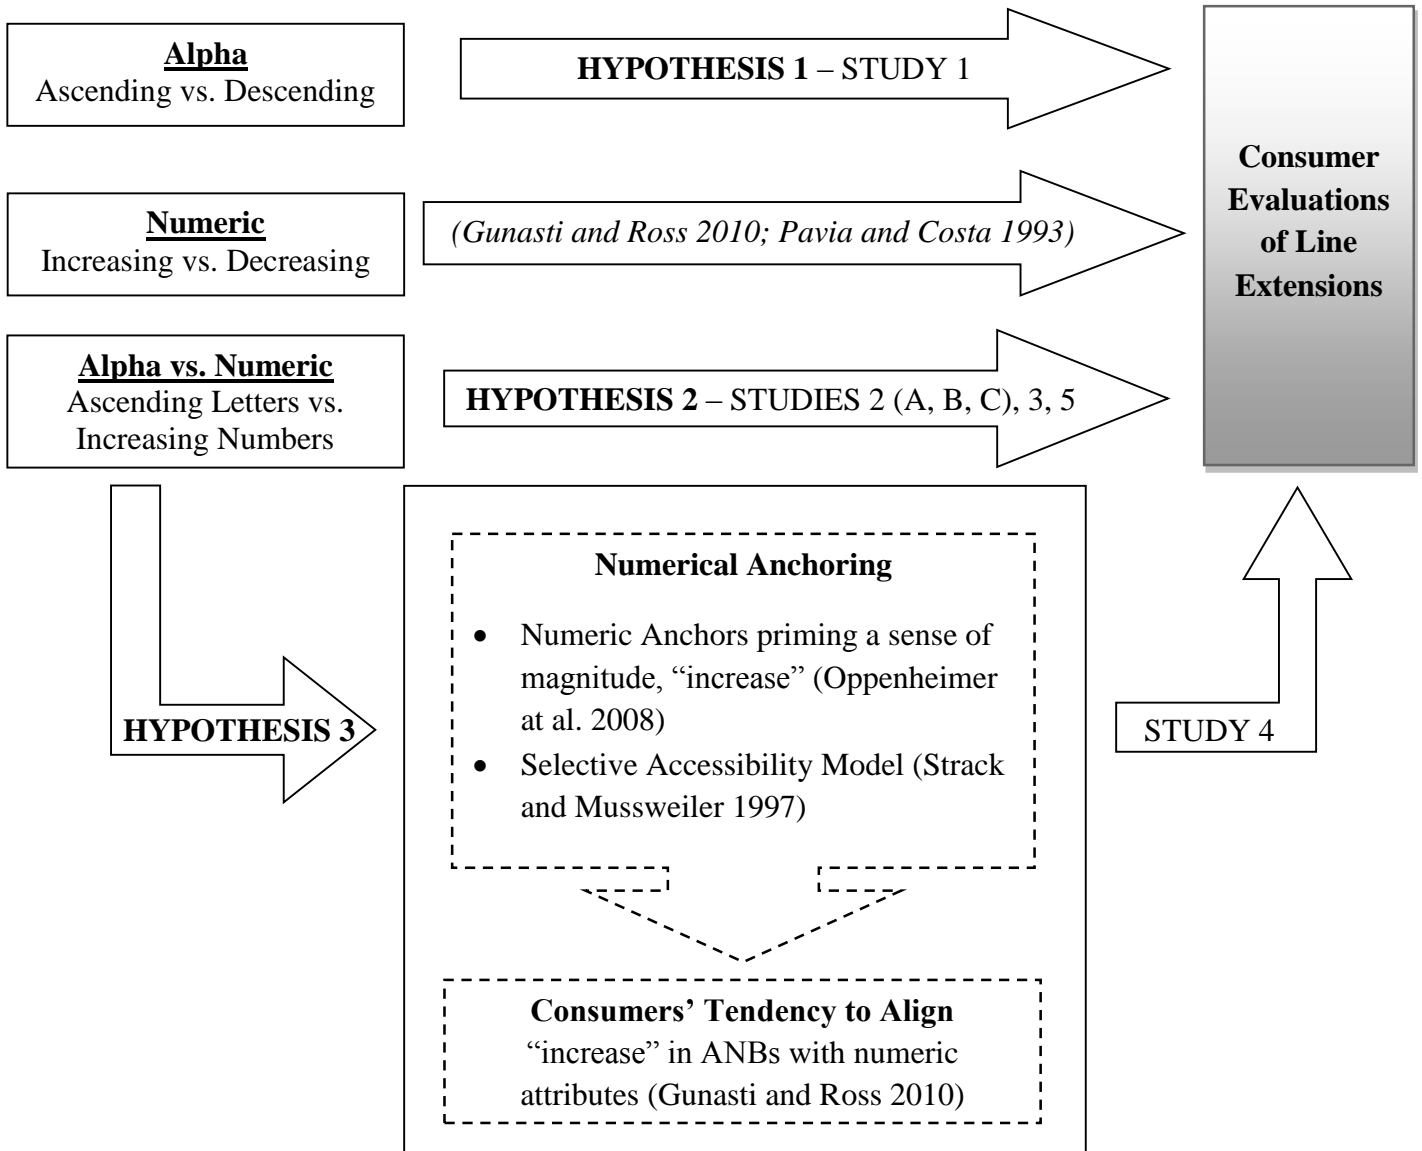 Alpha
Ascending vs. Descending
HYPOTHESIS 1 – STUDY 1
Numeric
Increasing vs. Decreasing
(Gunasti and Ross 2010; Pavia and Costa 1993)
Alpha vs. Numeric
Ascending Letters vs.
Increasing Numbers
HYPOTHESIS 2 – STUDIES 2 (A, B, C), 3, 5
Consumer
Evaluations
of Line
Extensions
HYPOTHESIS 3
Numerical Anchoring
• Numeric Anchors priming a sense of
magnitude, “increase” (Oppenheimer
at al. 2008)
• Selective Accessibility Model (Strack
and Mussweiler 1997)
Consumers’ Tendency to Align
“increase” in ANBs with numeric
attributes (Gunasti and Ross 2010)
STUDY 4